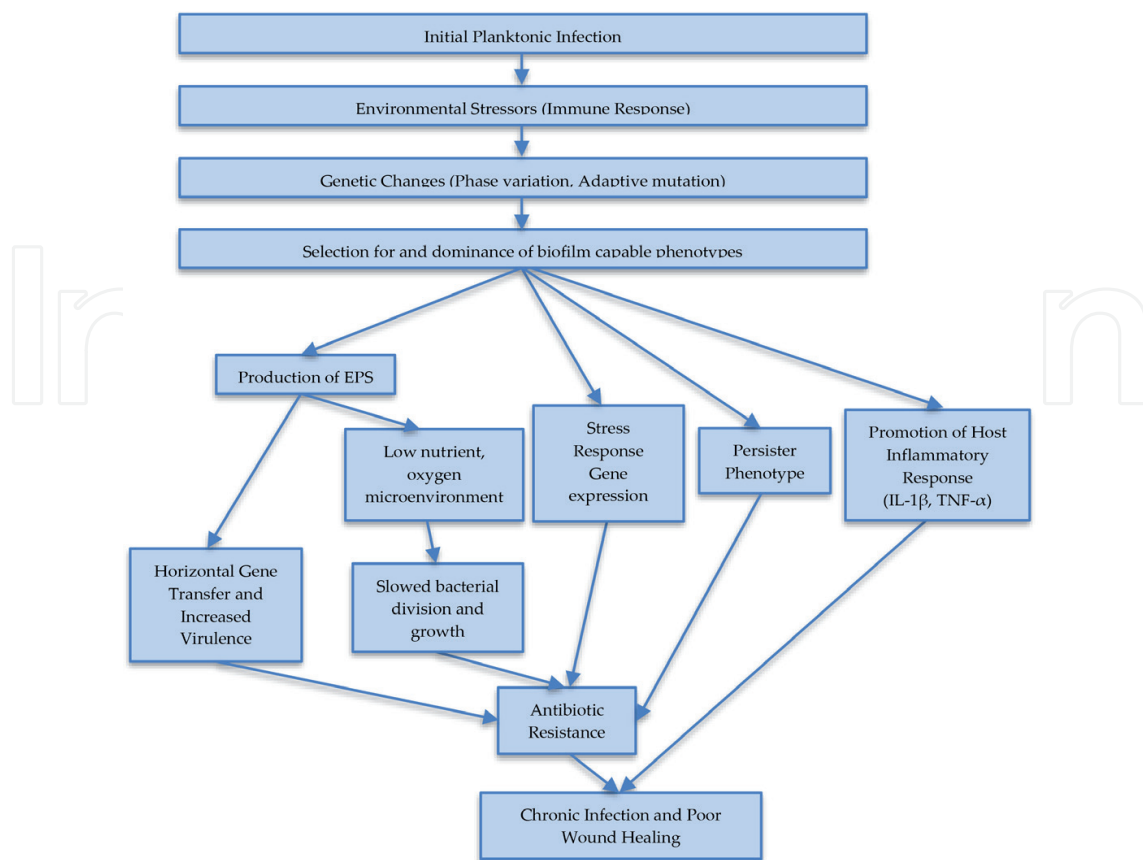 Initial Planktonic Infection
Environmental Stressors (Immune Response)
Genetic Changes (Phase variation, Adaptive mutation)
Selection for and dominance of biofilm capable phenotypes
Production of EPS
Low nutrient,
oxygen
microenvironment
Stress
Response
Gene
expression
Persister
Phenotype
Promotion of Host
Inflammatory
Response
(IL-1β, TNF-α)
Horizontal Gene
Transfer and
Increased
Virulence
Slowed bacterial
division and
growth
Antibiotic
Resistance
Chronic Infection and Poor
Wound Healing